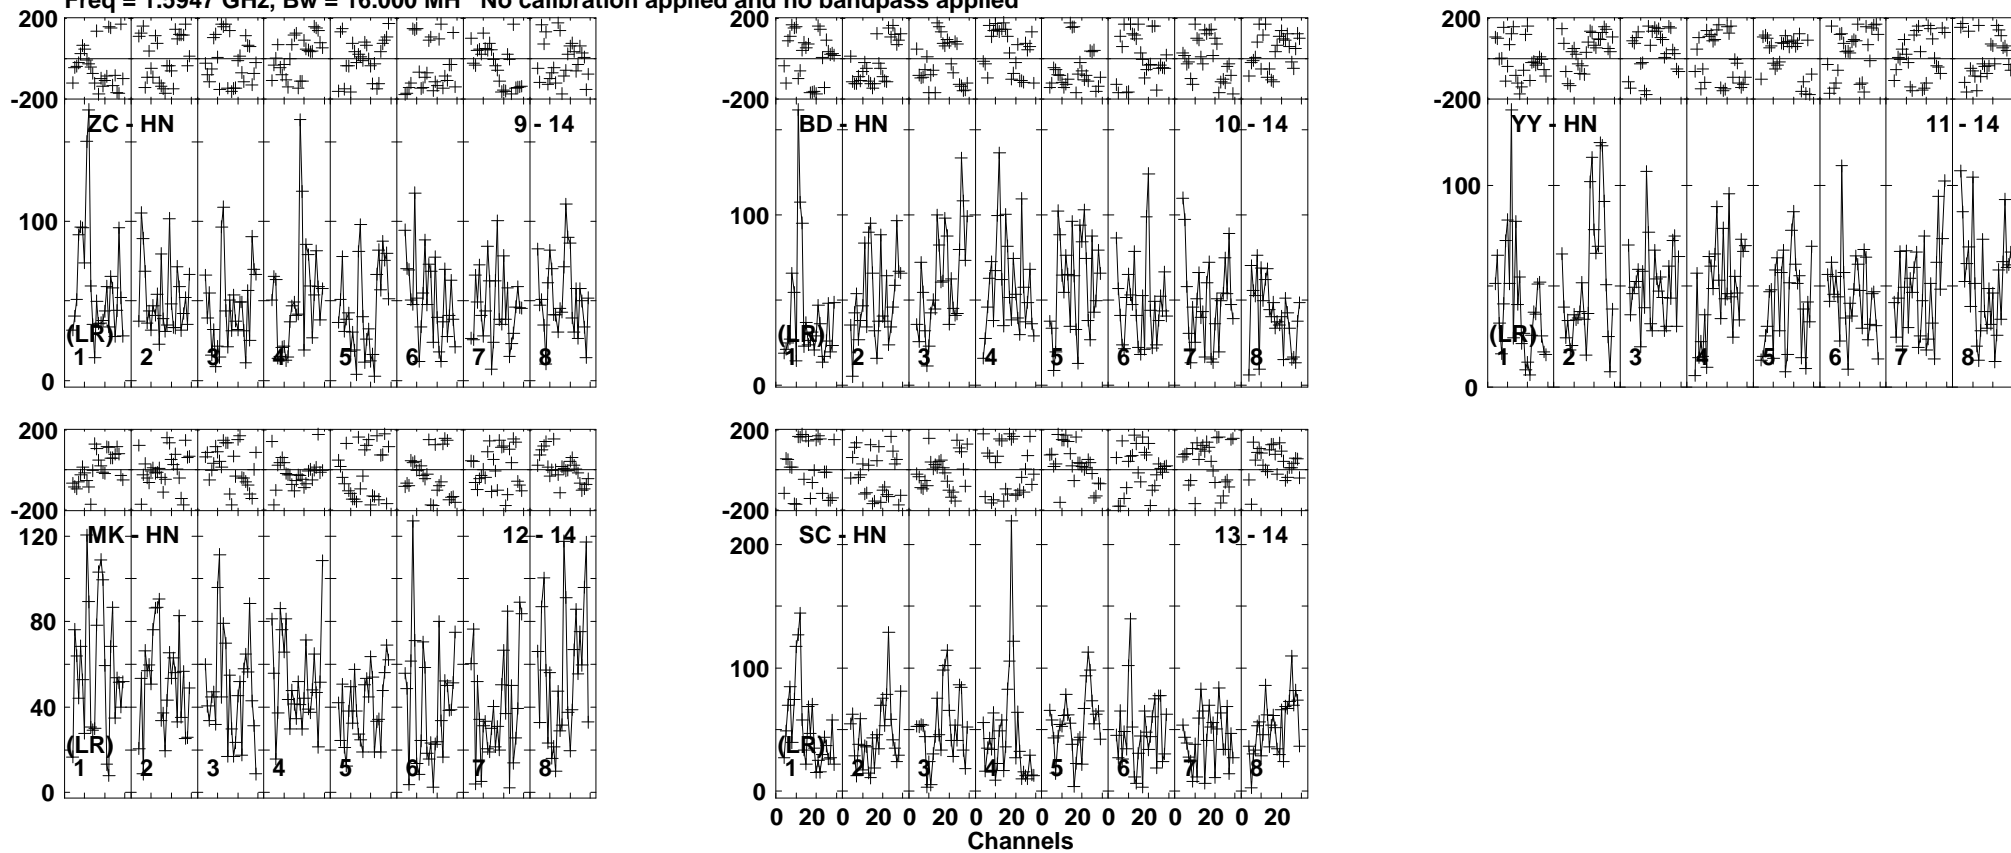 Freq = 1.5947 GHz, Bw = 16.000 MH No calibration applied and no bandpass applied
200
-200
ZC - HN 9 - 14
100
0
(LR)
1 2 3 4 5 6 7 8
200
-200
BD - HN 10 - 14
100
0
(LR)
1 2 3 4 5 6 7 8
200
-200
YY - HN 11 - 14
100
0
(LR)
1 2 3 4 5 6 7 8
200
-200
MK - HN 12 - 14
120
80
40
0
(LR)
1 2 3 4 5 6 7 8
200
-200
SC - HN 13 - 14
200
100
0
(LR)
1 2 3 4 5 6 7 8
0 20 0 20 0 20 0 20 0 20 0 20 0 20 0 20
Channels